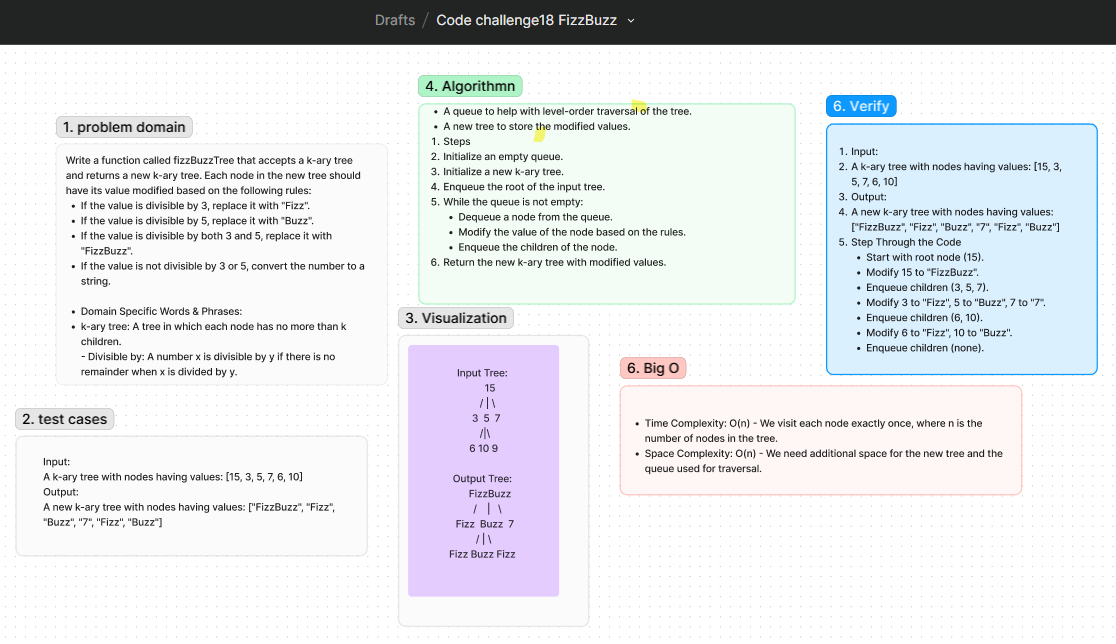 Drafts / Code challenge18 FizzBuzz
1. problem domain
Write a function called fizzBuzzTree that accepts a k-ary tree
and returns a new k-ary tree. Each node in the new tree should
have its value modified based on the following rules:
• If the value is divisible by 3, replace it with "Fizz".
• If the value is divisible by 5, replace it with "Buzz".
• If the value is divisible by both 3 and 5, replace it with
"FizzBuzz".
• If the value is not divisible by 3 or 5, convert the number to a
string.
• Domain Specific Words & Phrases:
• k-ary tree: A tree in which each node has no more than k
children.
- Divisible by: A number x is divisible by y if there is no
remainder when x is divided by y.
2. test cases
Input:
A k-ary tree with nodes having values: [15, 3, 5, 7, 6, 10]
Output:
A new k-ary tree with nodes having values: ["FizzBuzz", "Fizz",
"Buzz", "7", "Fizz", "Buzz"]
3. Visualization
Input Tree:
15
/ | \
3 5 7
/|\
6 10 9
Output Tree:
FizzBuzz
/ | \
Fizz Buzz 7
/ | \
Fizz Buzz Fizz
4. Algorithmn
• A queue to help with level-order traversal of the tree.
• A new tree to store the modified values.
1. Steps
2. Initialize an empty queue.
3. Initialize a new k-ary tree.
4. Enqueue the root of the input tree.
5. While the queue is not empty:
• Dequeue a node from the queue.
• Modify the value of the node based on the rules.
• Enqueue the children of the node.
6. Return the new k-ary tree with modified values.
6. Big O
• Time Complexity: O(n) - We visit each node exactly once, where n is the
number of nodes in the tree.
• Space Complexity: O(n) - We need additional space for the new tree and the
queue used for traversal.
6. Verify
1. Input:
2. A k-ary tree with nodes having values: [15, 3,
5, 7, 6, 10]
3. Output:
4. A new k-ary tree with nodes having values:
["FizzBuzz", "Fizz", "Buzz", "7", "Fizz", "Buzz"]
5. Step Through the Code
• Start with root node (15).
• Modify 15 to "FizzBuzz".
• Enqueue children (3, 5, 7).
• Modify 3 to "Fizz", 5 to "Buzz", 7 to "7".
• Enqueue children (6, 10).
• Modify 6 to "Fizz", 10 to "Buzz".
• Enqueue children (none).